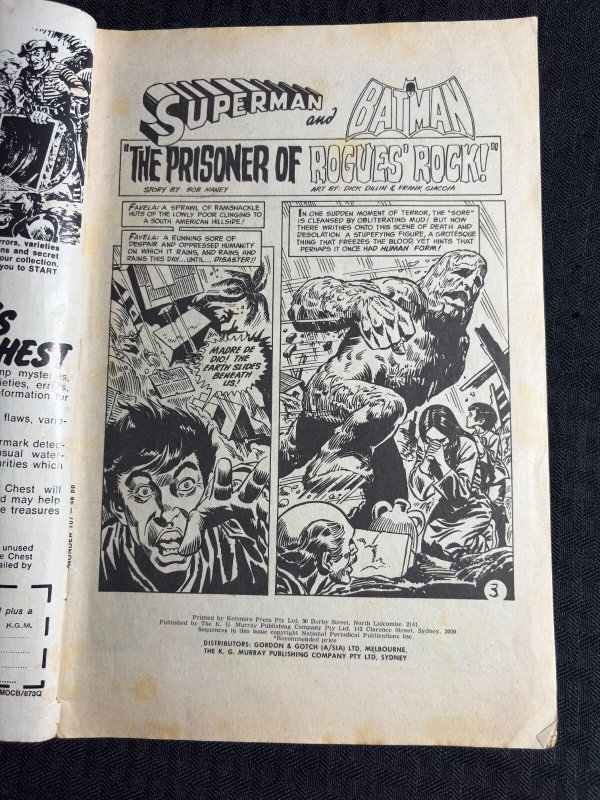 rrors, varieties
ns and secret
our collection.
you to START
'S
HEST
mp mysteries,
ieties, errors,
formation for
flaws, varie-
rmark detec-
usual water-
rities which
Chest will
d may help
e treasures
unused
e Chest
ailed by
l plus a
K.G.M.
MOCB/873Q
SUPERMAN and BATMAN
"THE PRISONER OF ROGUES' ROCK!"
STORY BY: BOB HANEY
ART BY: DICK DILLIN & FRANK GIACOIA
FAVELA: A SPRAWL OF RAMSHACKLE
HUTS OF THE LOWLY POOR CLINGING TO
A SOUTH AMERICAN HILLSIDE!
FAVELA: A RUNNING SORE OF
DESPAIR AND OPPRESSED HUMANITY
ON WHICH IT RAINS, AND RAINS AND
RAINS THIS DAY... UNTIL... DISASTER!!
MADRE DE
DIO! THE
EARTH SLIDES
BENEATH
US!
IN ONE SUDDEN MOMENT OF TERROR, THE "SORE"
IS CLEANSED BY OBLITERATING MUD! BUT NOW
THERE WRITHES ONTO THIS SCENE OF DEATH AND
DESOLATION A STUPEFYING FIGURE, A GROTESQUE
THING THAT FREEZES THE BLOOD, YET HINTS THAT
PERHAPS IT ONCE HAD HUMAN FORM!
3
Printed by Kenmure Press Pty Ltd, 50 Derby Street, North Lidcombe, 2141.
Published by The K. G. Murray Publishing Company Pty Ltd, 142 Clarence Street, Sydney, 2000.
Sequences in this issue copyright National Periodical Publications Inc.
*Recommended price
DISTRIBUTORS: GORDON & GOTCH (A/SIA) LTD, MELBOURNE,
THE K. G. MURRAY PUBLISHING COMPANY PTY LTD, SYDNEY